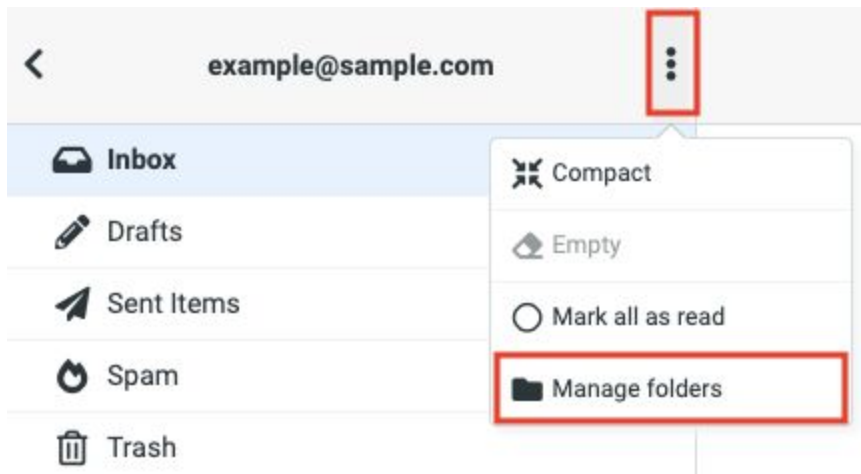 example@sample.com
Inbox
Compact
Drafts
Empty
Sent Items
Mark all as read
Spam
Manage folders
Trash